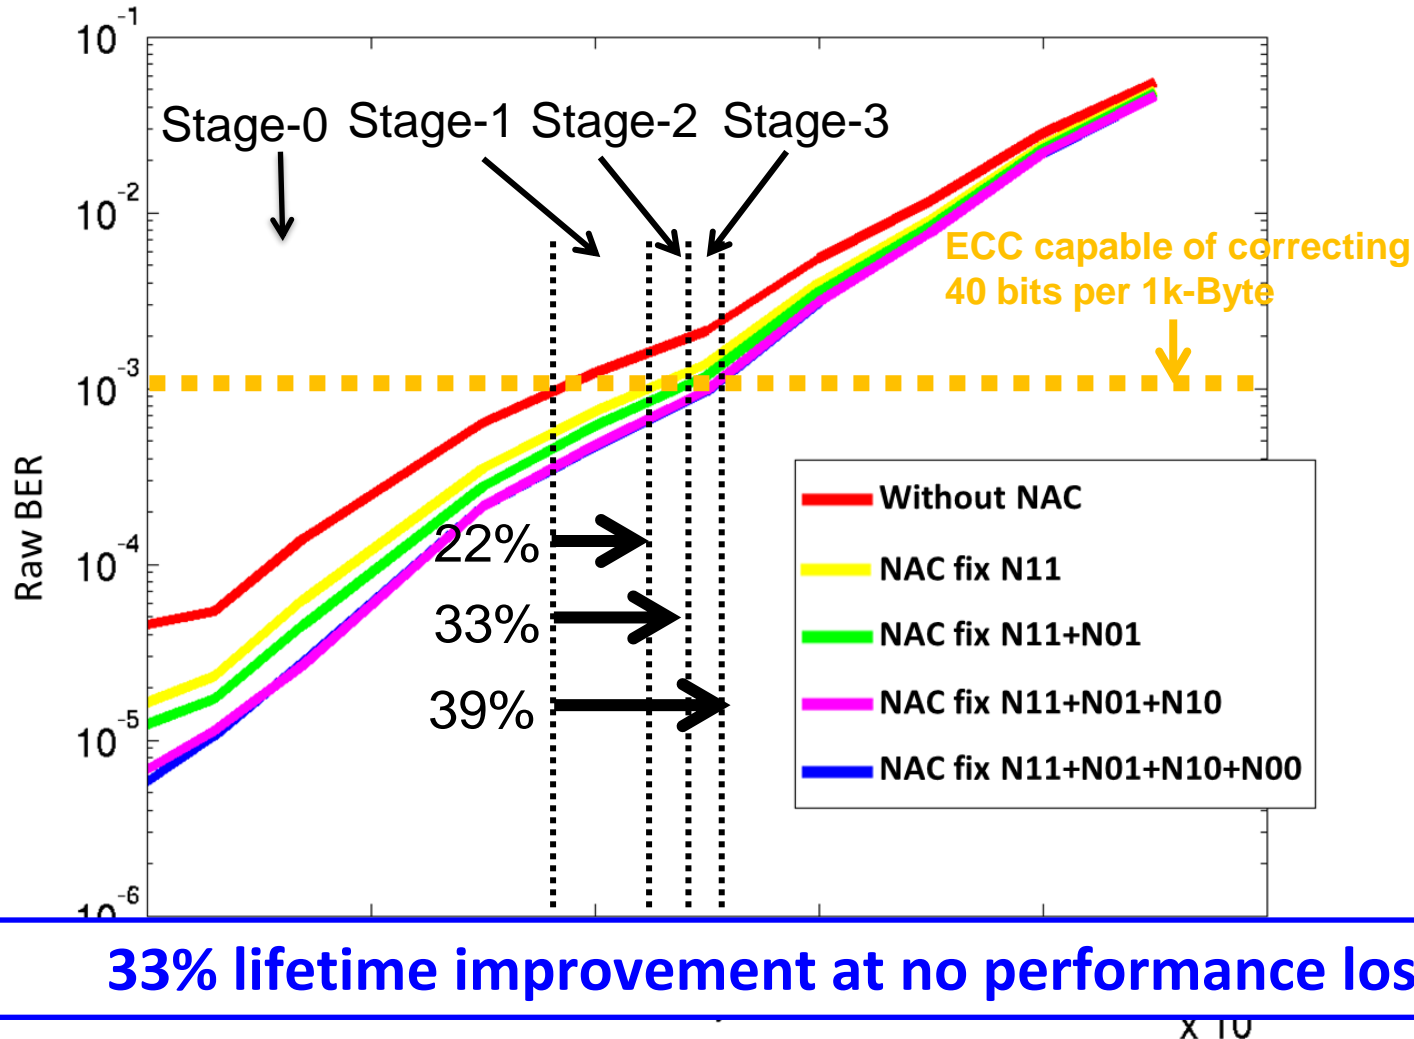 10^-1
Stage-0 Stage-1 Stage-2 Stage-3
10^-2
ECC capable of correcting
40 bits per 1k-Byte
10^-3
Raw BER
Without NAC
10^-4
22%
NAC fix N11
33%
NAC fix N11+N01
39%
NAC fix N11+N01+N10
10^-5
NAC fix N11+N01+N10+N00
10^-6
33% lifetime improvement at no performance los
x 10